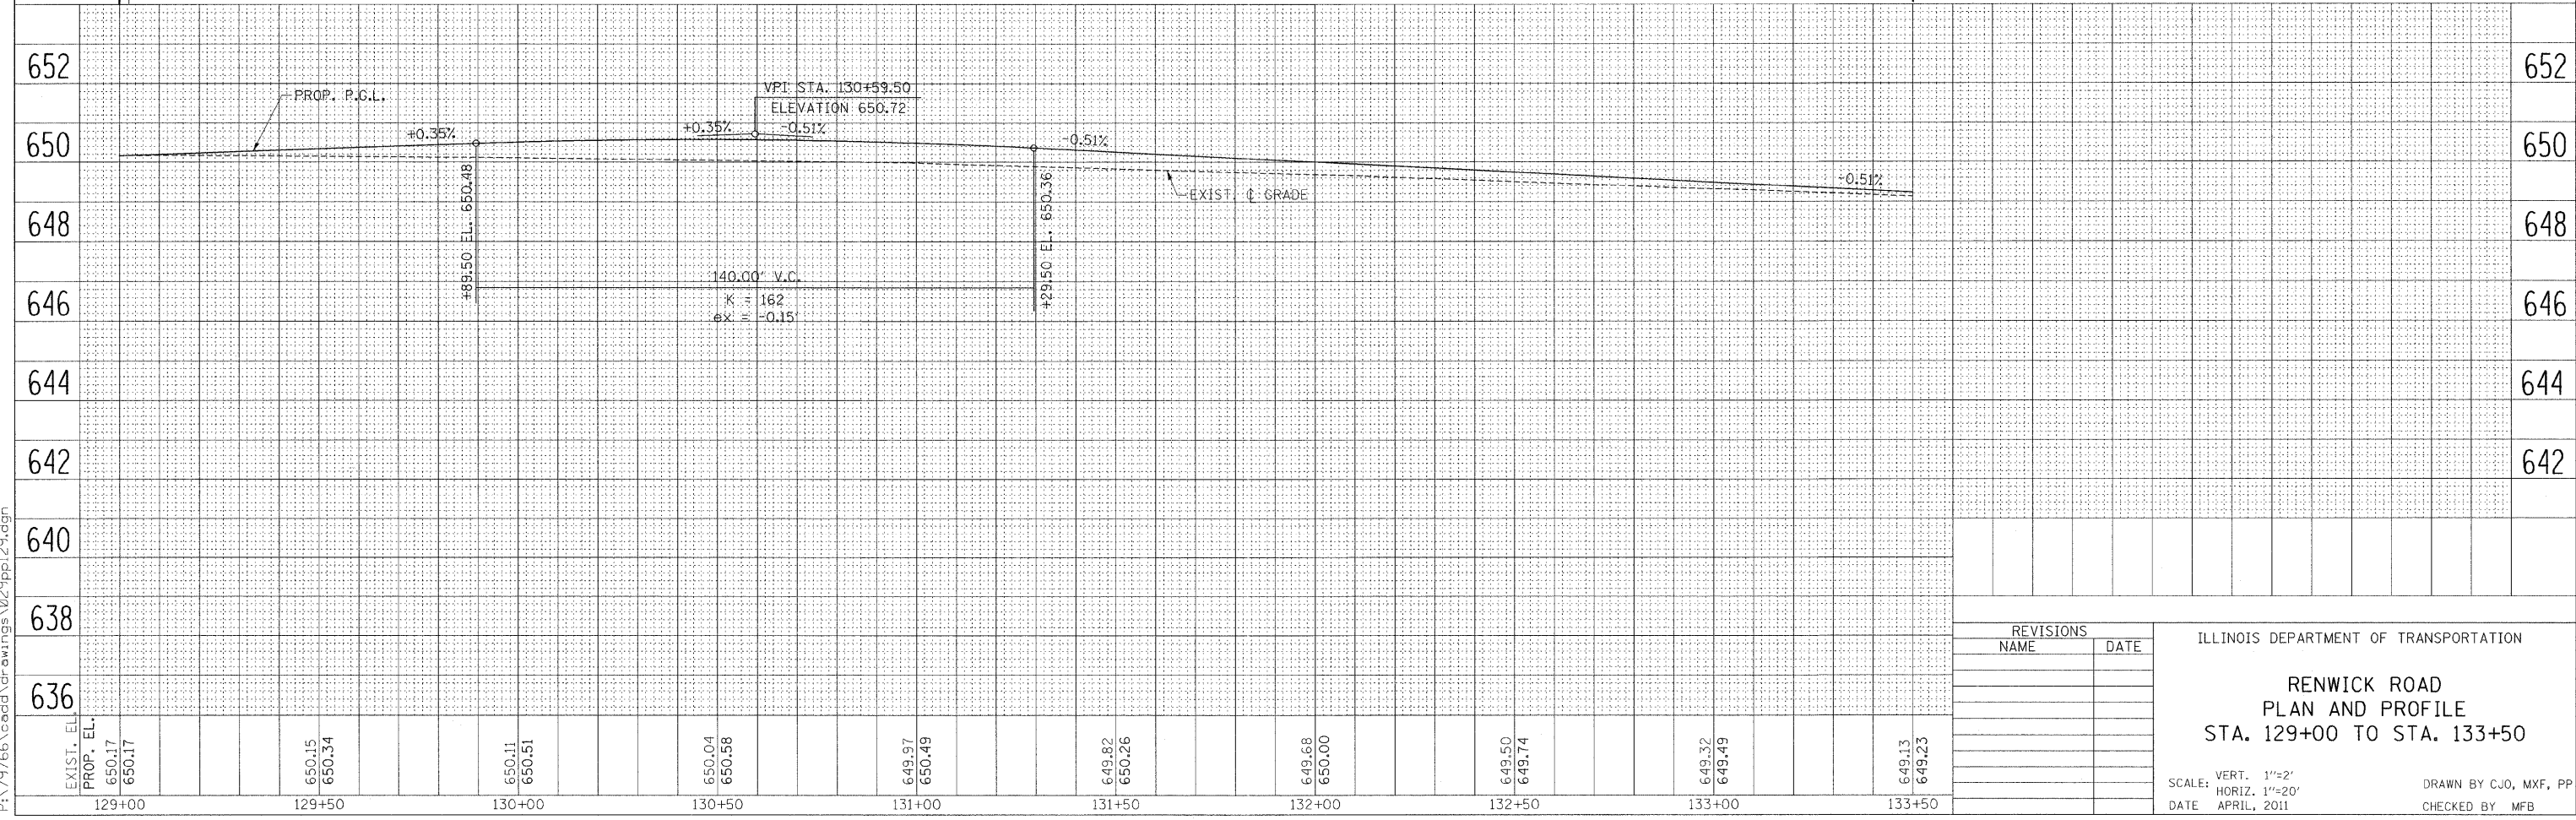 652
652
PROP. P.G.L.
VPI STA. 130+59.50
ELEVATION 650.72
+0.35%
+0.35%
-0.51%
-0.51%
-0.51%
650
650
EXIST. ℄ GRADE
+89.50 EL. 650.48
+29.50 EL. 650.36
648
648
140.00' V.C.
K = 162
ex = -0.15'
646
646
644
644
642
642
640
638
636
EXIST. EL.
PROP. EL.
650.17
650.17
650.15
650.34
650.11
650.51
650.04
650.58
649.97
650.49
649.82
650.26
649.68
650.00
649.50
649.74
649.32
649.49
649.13
649.23
129+00
129+50
130+00
130+50
131+00
131+50
132+00
132+50
133+00
133+50
REVISIONS
NAME
DATE
ILLINOIS DEPARTMENT OF TRANSPORTATION
RENWICK ROAD
PLAN AND PROFILE
STA. 129+00 TO STA. 133+50
SCALE: VERT. 1"=2'
HORIZ. 1"=20'
DATE APRIL, 2011
DRAWN BY CJO, MXF, PP
CHECKED BY MFB